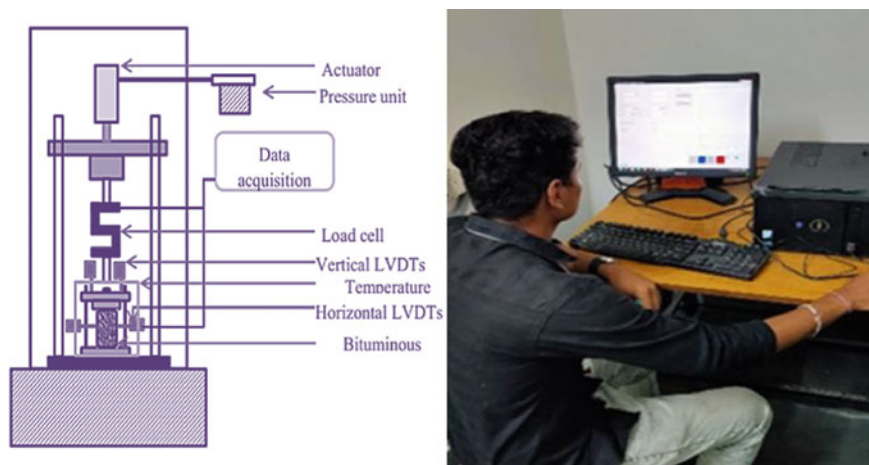 Actuator
Pressure unit
Data
acquisition
Load cell
Vertical LVDTs
Temperature
Horizontal LVDTs
Bituminous